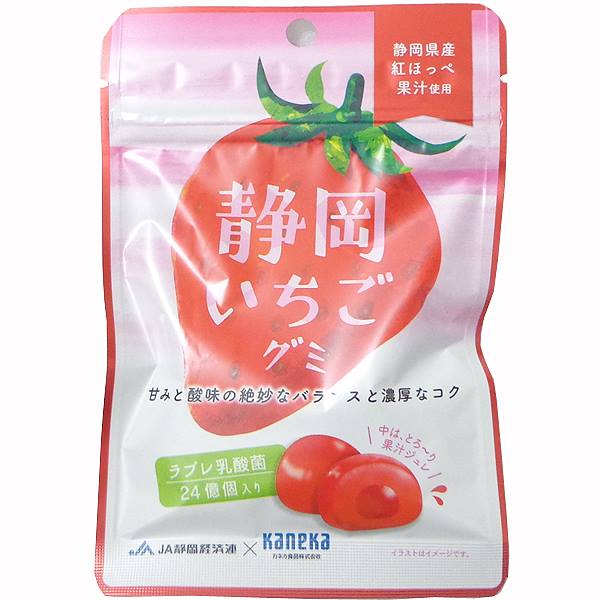 静岡県産
紅ほっぺ
果汁使用
静岡
いちご
グミ
甘みと酸味の絶妙なバランスと濃厚なコク
中は、とろ〜り
果汁ジュレ
ラブレ乳酸菌
24億個入り
JA静岡経済連 × kaneka
カネカ食品株式会社
イラストはイメージです。